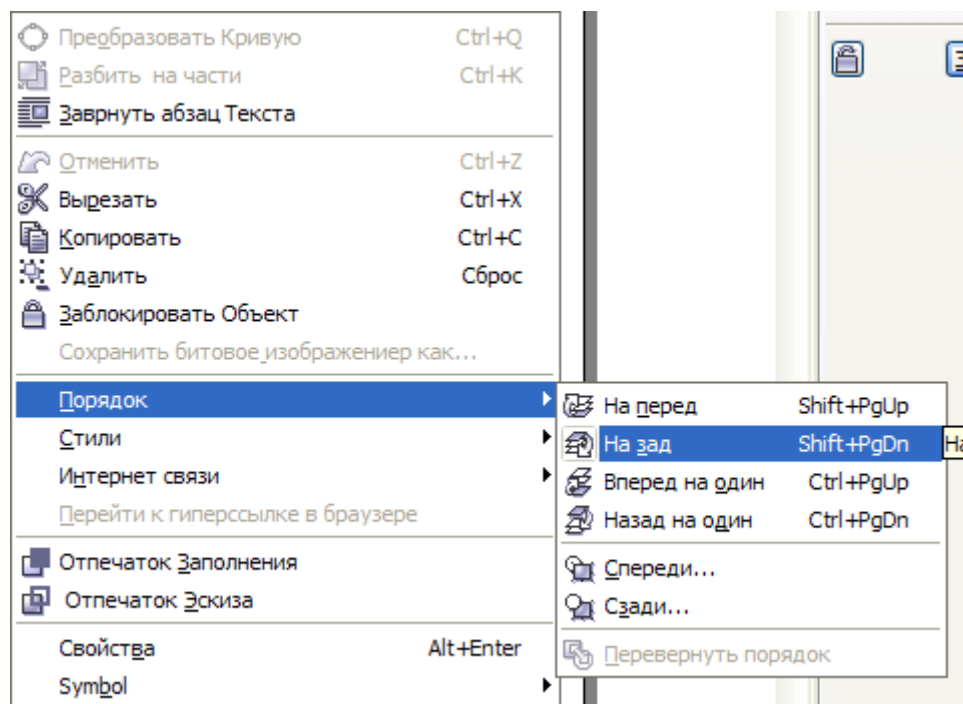 Преобразовать Кривую Ctrl+Q
Разбить на части Ctrl+K
Заврнуть абзац Текста
Отменить Ctrl+Z
Вырезать Ctrl+X
Копировать Ctrl+C
Удалить Сброс
Заблокировать Объект
Сохранить битовое_изображениер как...
Порядок
Стили
Интернет связи
Перейти к гиперссылке в браузере
Отпечаток Заполнения
Отпечаток Эскиза
Свойства Alt+Enter
Symbol
На перед Shift+PgUp
На зад Shift+PgDn
Вперед на один Ctrl+PgUp
Назад на один Ctrl+PgDn
Спереди...
Сзади...
Перевернуть порядок